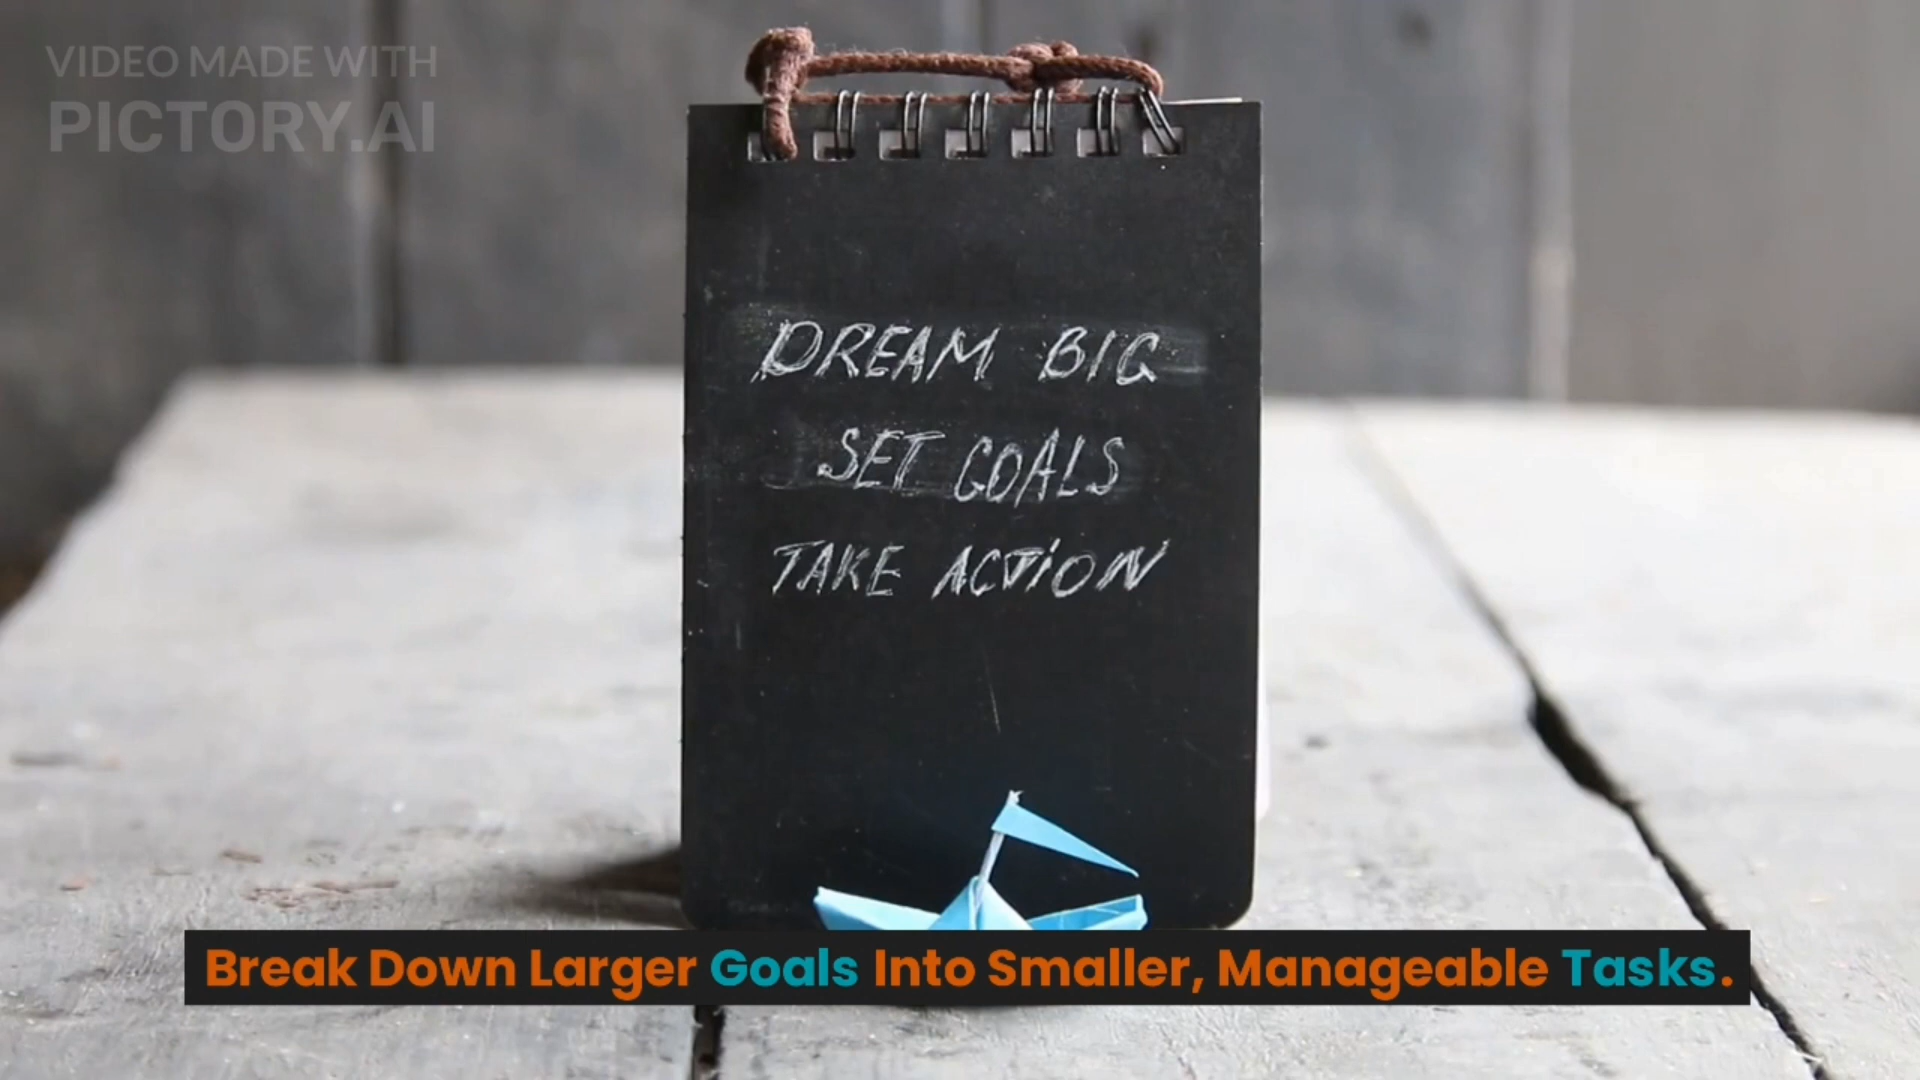 VIDEO MADE WITH
PICTORY.AI
DREAM BIG
SET GOALS
TAKE ACTION
Break Down Larger Goals Into Smaller, Manageable Tasks.